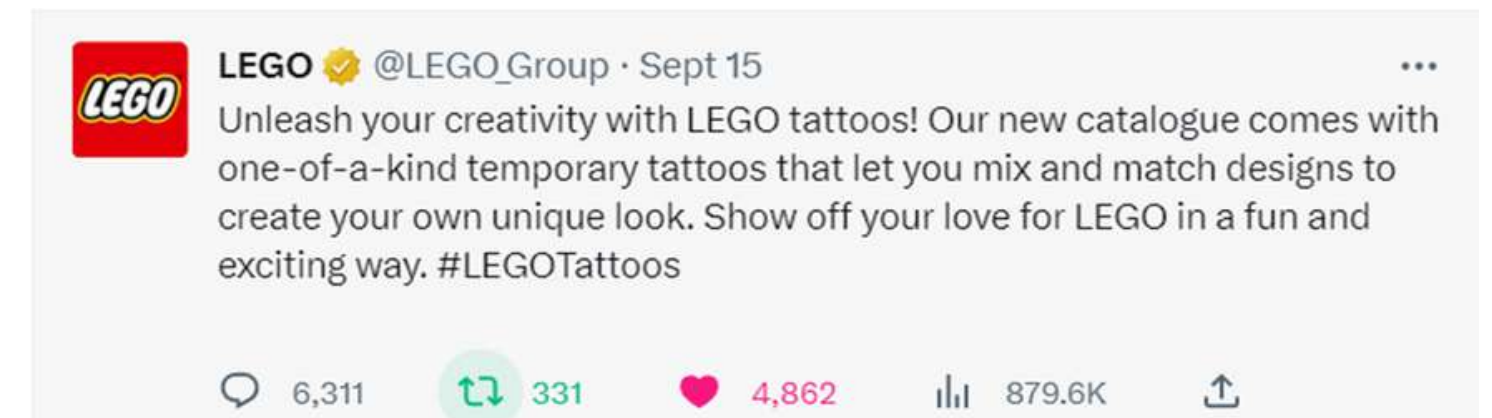 LEGO
LEGO @LEGO_Group · Sept 15
Unleash your creativity with LEGO tattoos! Our new catalogue comes with
one-of-a-kind temporary tattoos that let you mix and match designs to
create your own unique look. Show off your love for LEGO in a fun and
exciting way. #LEGOTattoos
6,311 331 4,862 879.6K